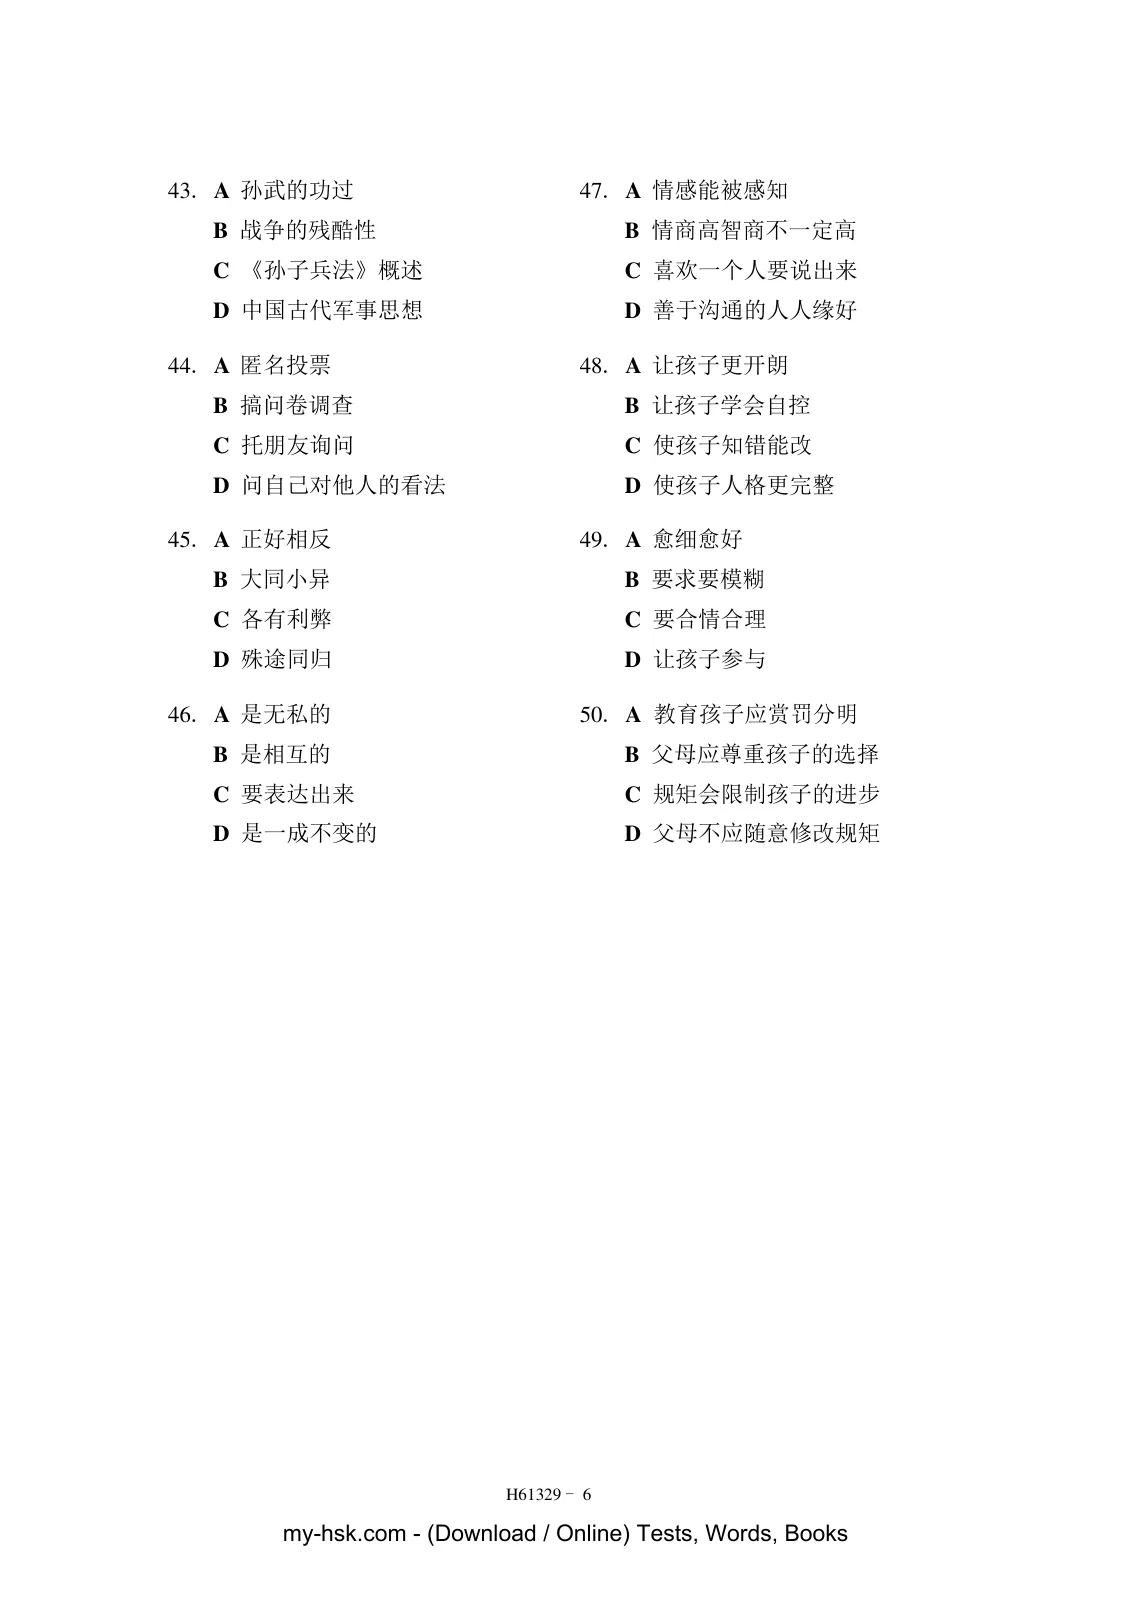 43. A 孙武的功过
B 战争的残酷性
C 《孙子兵法》概述
D 中国古代军事思想
44. A 匿名投票
B 搞问卷调查
C 托朋友询问
D 问自己对他人的看法
45. A 正好相反
B 大同小异
C 各有利弊
D 殊途同归
46. A 是无私的
B 是相互的
C 要表达出来
D 是一成不变的
47. A 情感能被感知
B 情商高智商不一定高
C 喜欢一个人要说出来
D 善于沟通的人人缘好
48. A 让孩子更开朗
B 让孩子学会自控
C 使孩子知错能改
D 使孩子人格更完整
49. A 愈细愈好
B 要求要模糊
C 要合情合理
D 让孩子参与
50. A 教育孩子应赏罚分明
B 父母应尊重孩子的选择
C 规矩会限制孩子的进步
D 父母不应随意修改规矩
H61329 – 6
my-hsk.com - (Download / Online) Tests, Words, Books